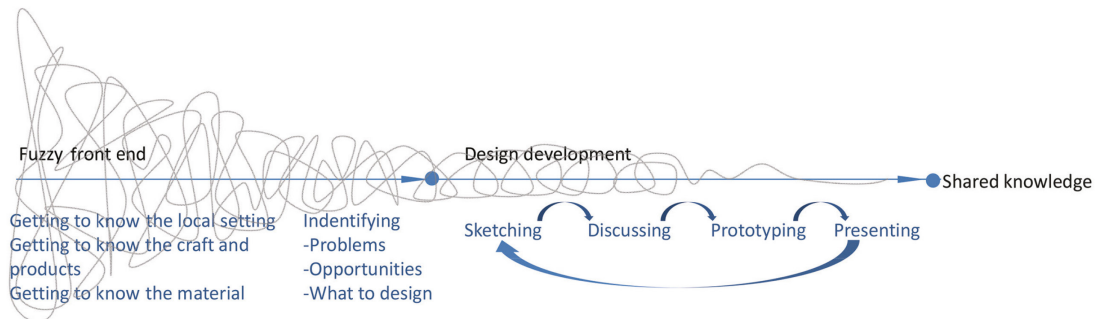 Fuzzy front end
Design development
Shared knowledge
Getting to know the local setting
Getting to know the craft and
products
Getting to know the material
Indentifying
-Problems
-Opportunities
-What to design
Sketching
Discussing
Prototyping
Presenting